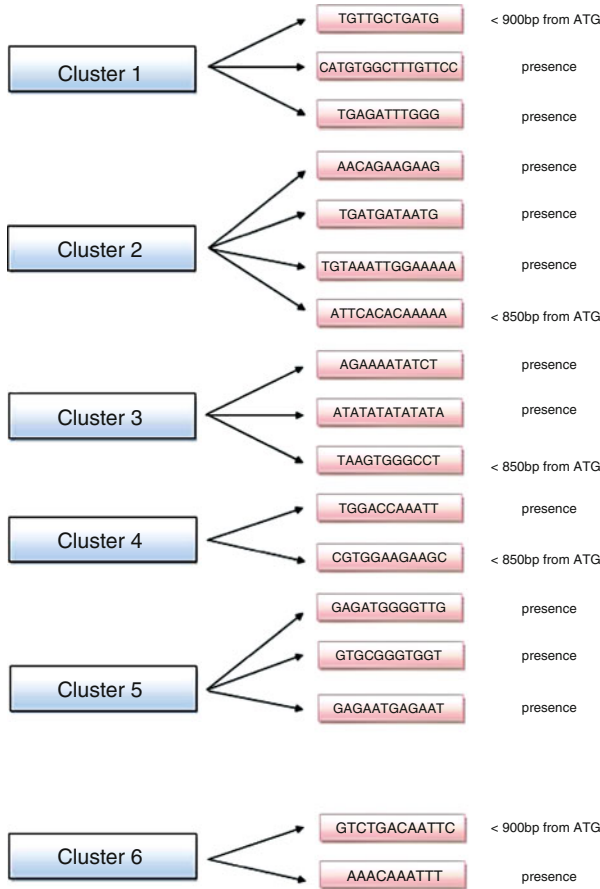 TGTTGCTGATG < 900bp from ATG
Cluster 1 CATGTGGCTTTGTTCC presence
TGAGATTTGGG presence
AACAGAAGAAG presence
TGATGATAATG presence
Cluster 2
TGTAAATTGGAAAAA presence
ATTCACACAAAAA < 850bp from ATG
AGAAAATATCT presence
Cluster 3 ATATATATATATA presence
TAAGTGGGCCT < 850bp from ATG
TGGACCAAATT presence
Cluster 4
CGTGGAAGAAGC < 850bp from ATG
GAGATGGGGTTG presence
GTGCGGGTGGT presence
Cluster 5
GAGAATGAGAAT presence
GTCTGACAATTC < 900bp from ATG
Cluster 6
AAACAAATTT presence